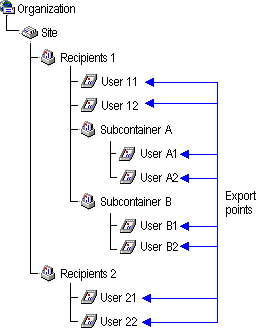 Organization
Site
Recipients 1
User 11
User 12
Subcontainer A
User A1
User A2
Export
points
Subcontainer B
User B1
User B2
Recipients 2
User 21
User 22